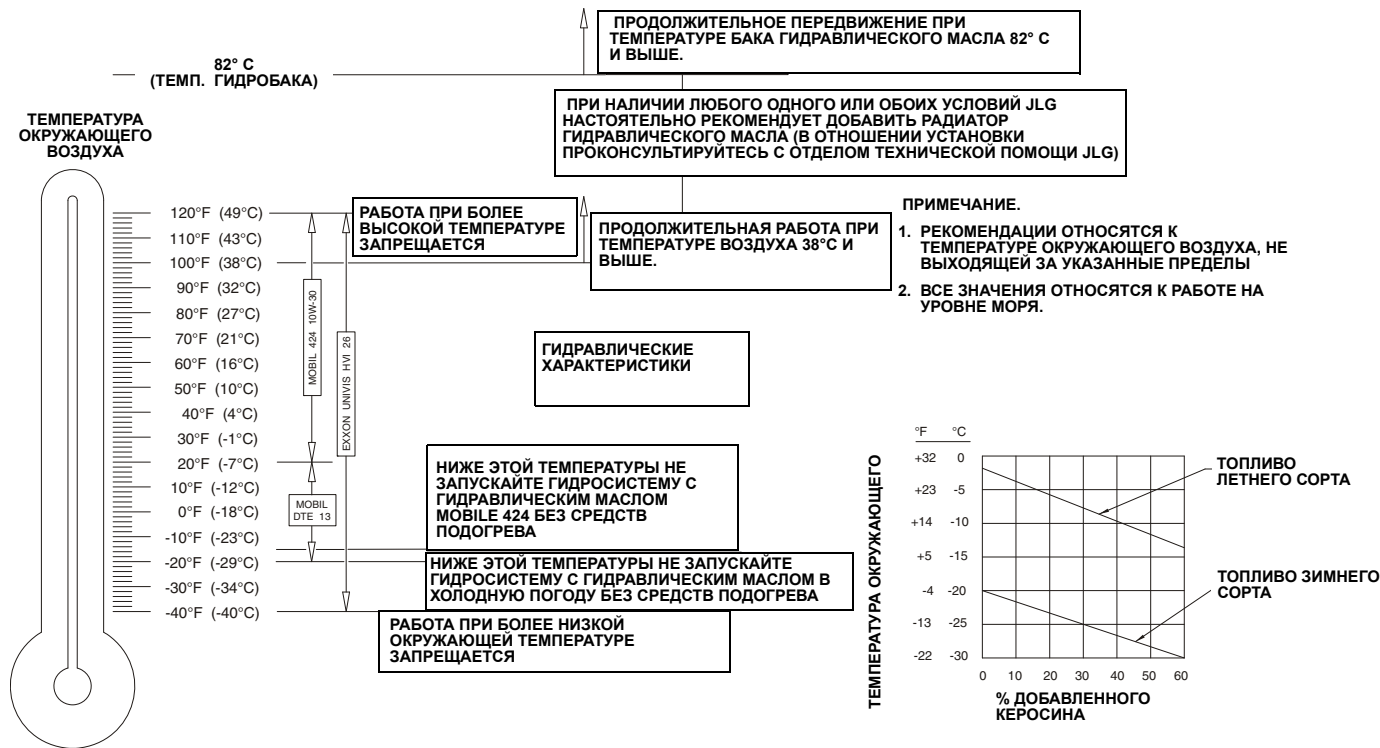 ПРОДОЛЖИТЕЛЬНОЕ ПЕРЕДВИЖЕНИЕ ПРИ
ТЕМПЕРАТУРЕ БАКА ГИДРАВЛИЧЕСКОГО МАСЛА 82° С
И ВЫШЕ.
82° C
(ТЕМП. ГИДРОБАКА)
ПРИ НАЛИЧИИ ЛЮБОГО ОДНОГО ИЛИ ОБОИХ УСЛОВИЙ JLG
НАСТОЯТЕЛЬНО РЕКОМЕНДУЕТ ДОБАВИТЬ РАДИАТОР
ГИДРАВЛИЧЕСКОГО МАСЛА (В ОТНОШЕНИИ УСТАНОВКИ
ПРОКОНСУЛЬТИРУЙТЕСЬ С ОТДЕЛОМ ТЕХНИЧЕСКОЙ ПОМОЩИ JLG)
ТЕМПЕРАТУРА
ОКРУЖАЮЩЕГО
ВОЗДУХА
120°F (49°C)
110°F (43°C)
100°F (38°C)
90°F (32°C)
80°F (27°C)
70°F (21°C)
60°F (16°C)
50°F (10°C)
40°F (4°C)
30°F (-1°C)
20°F (-7°C)
10°F (-12°C)
0°F (-18°C)
-10°F (-23°C)
-20°F (-29°C)
-30°F (-34°C)
-40°F (-40°C)
MOBIL 424 10W-30
EXXON UNIVIS HVI 26
MOBIL
DTE 13
РАБОТА ПРИ БОЛЕЕ
ВЫСОКОЙ ТЕМПЕРАТУРЕ
ЗАПРЕЩАЕТСЯ
ПРОДОЛЖИТЕЛЬНАЯ РАБОТА ПРИ
ТЕМПЕРАТУРЕ ВОЗДУХА 38°С И
ВЫШЕ.
ПРИМЕЧАНИЕ.
1. РЕКОМЕНДАЦИИ ОТНОСЯТСЯ К
ТЕМПЕРАТУРЕ ОКРУЖАЮЩЕГО ВОЗДУХА, НЕ
ВЫХОДЯЩЕЙ ЗА УКАЗАННЫЕ ПРЕДЕЛЫ
2. ВСЕ ЗНАЧЕНИЯ ОТНОСЯТСЯ К РАБОТЕ НА
УРОВНЕ МОРЯ.
ГИДРАВЛИЧЕСКИЕ
ХАРАКТЕРИСТИКИ
НИЖЕ ЭТОЙ ТЕМПЕРАТУРЫ НЕ
ЗАПУСКАЙТЕ ГИДРОСИСТЕМУ С
ГИДРАВЛИЧЕСКИМ МАСЛОМ
MOBILE 424 БЕЗ СРЕДСТВ
ПОДОГРЕВА
НИЖЕ ЭТОЙ ТЕМПЕРАТУРЫ НЕ ЗАПУСКАЙТЕ
ГИДРОСИСТЕМУ С ГИДРАВЛИЧЕСКИМ МАСЛОМ В
ХОЛОДНУЮ ПОГОДУ БЕЗ СРЕДСТВ ПОДОГРЕВА
РАБОТА ПРИ БОЛЕЕ НИЗКОЙ
ОКРУЖАЮЩЕЙ ТЕМПЕРАТУРЕ
ЗАПРЕЩАЕТСЯ
ТЕМПЕРАТУРА ОКРУЖАЮЩЕГО
°F °C
+32 0
+23 -5
+14 -10
+5 -15
-4 -20
-13 -25
-22 -30
0 10 20 30 40 50 60
% ДОБАВЛЕННОГО
КЕРОСИНА
ТОПЛИВО
ЛЕТНЕГО СОРТА
ТОПЛИВО ЗИМНЕГО
СОРТА